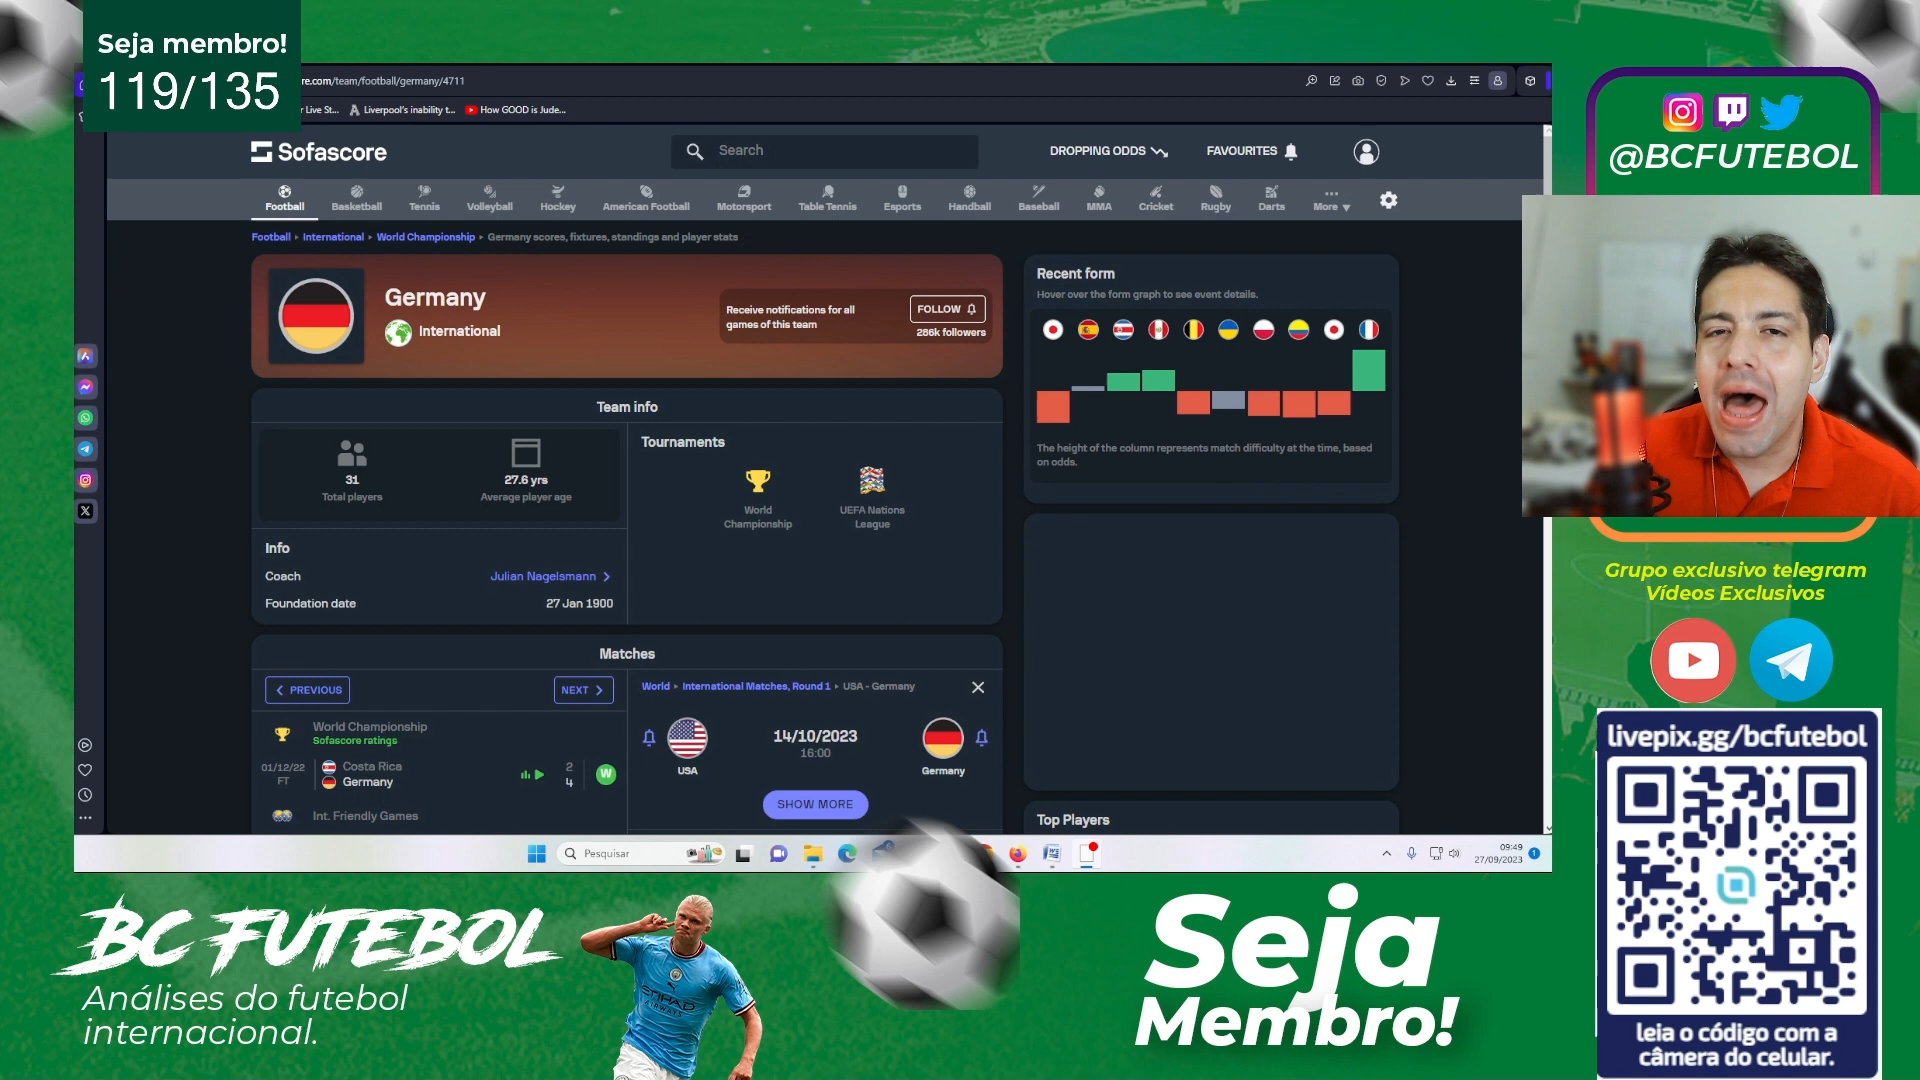 Seja membro!
119/135
re.com/team/football/germany/4711
r Live St...
Liverpool's inability t...
How GOOD is Jude...
Sofascore
Search
DROPPING ODDS
FAVOURITES
Football
Basketball
Tennis
Volleyball
Hockey
American Football
Motorsport
Table Tennis
Esports
Handball
Baseball
MMA
Cricket
Rugby
Darts
More
Football
International
World Championship
Germany scores, fixtures, standings and player stats
Germany
International
Receive notifications for all
games of this team
FOLLOW
266k followers
Recent form
Hover over the form graph to see event details.
The height of the column represents match difficulty at the time, based
on odds.
Team info
31
Total players
27.6 yrs
Average player age
Tournaments
World
Championship
UEFA Nations
League
Info
Coach
Julian Nagelsmann
Foundation date
27 Jan 1900
Matches
PREVIOUS
NEXT
World Championship
Sofascore ratings
01/12/22
FT
Costa Rica
Germany
2
4
W
Int. Friendly Games
World
International Matches, Round 1
USA - Germany
14/10/2023
16:00
USA
Germany
SHOW MORE
Top Players
Pesquisar
09:49
27/09/2023
1
@BCFUTEBOL
Grupo exclusivo telegram
Vídeos Exclusivos
livepix.gg/bcfutebol
leia o código com a
câmera do celular.
BC FUTEBOL
Análises do futebol
internacional.
ETIHAD
AIRWAYS
Seja
Membro!